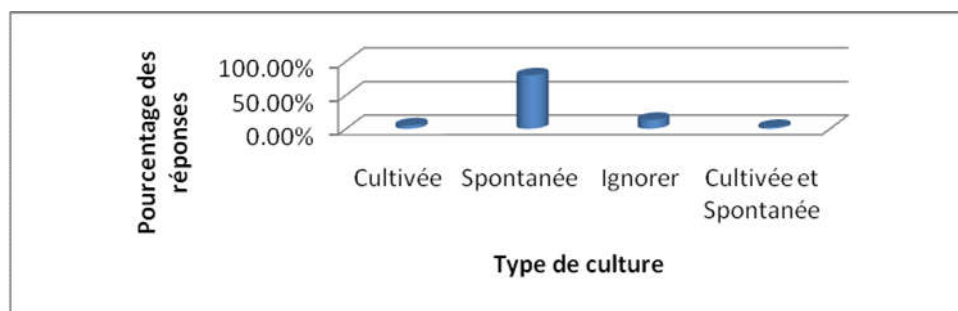 Pourcentage des
réponses
100.00%
50.00%
0.00%
Cultivée
Spontanée
Ignorer
Cultivée et
Spontanée
Type de culture